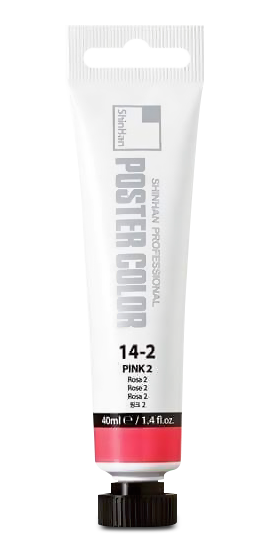 ShinHan
SHINHAN PROFESSIONAL
POSTER COLOR
14-2
PINK 2
Rosa 2
Rosé 2
Rosa 2
핑크 2
40ml ℮ / 1.4 fl.oz.